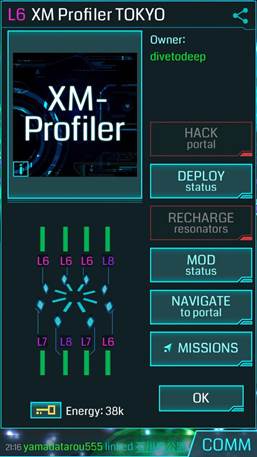 L6 XM Profiler TOKYO
Owner:
divetodeep
XM-
Profiler
HACK
portal
DEPLOY
status
RECHARGE
resonators
MOD
status
NAVIGATE
to portal
MISSIONS
L6 L6 L6 L8
L7 L8 L7 L6
OK
Energy: 38k
21:16 yamadatarou555 linked
COMM